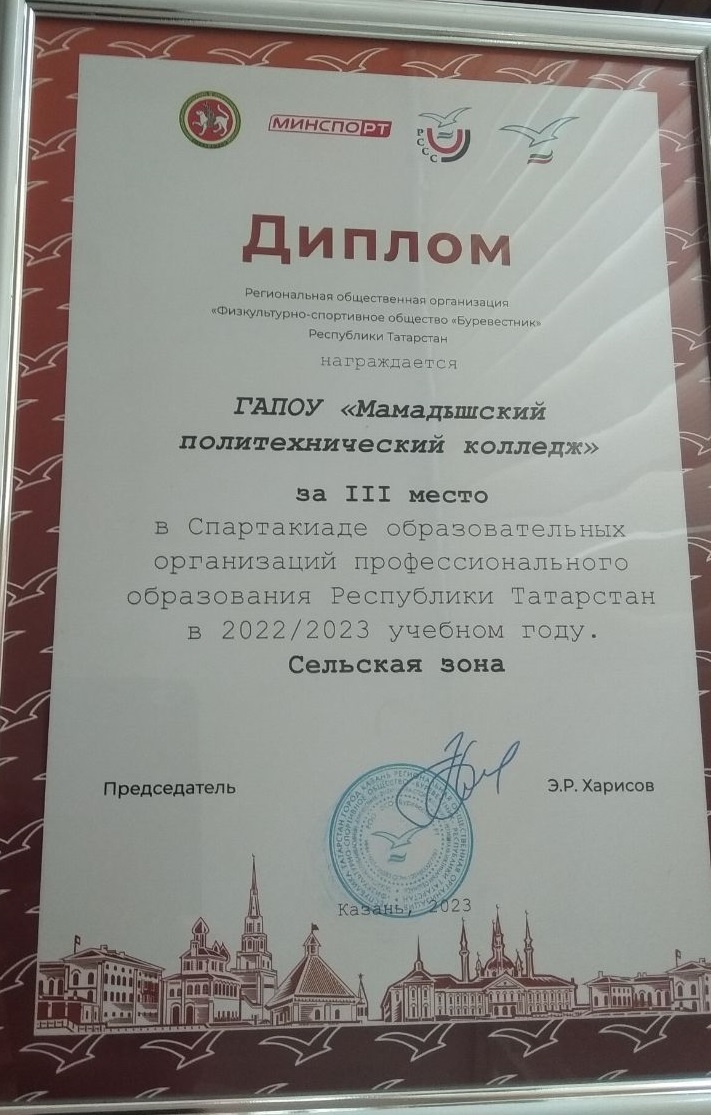 МИНСПОРТ
РССС
Диплом
Региональная общественная организация
«Физкультурно-спортивное общество «Буревестник»
Республики Татарстан
награждается
ГАПОУ «Мамадышский
политехнический колледж»
за III место
в Спартакиаде образовательных
организаций профессионального
образования Республики Татарстан
в 2022/2023 учебном году.
Сельская зона
Председатель
Э.Р. Харисов
Казань, 2023